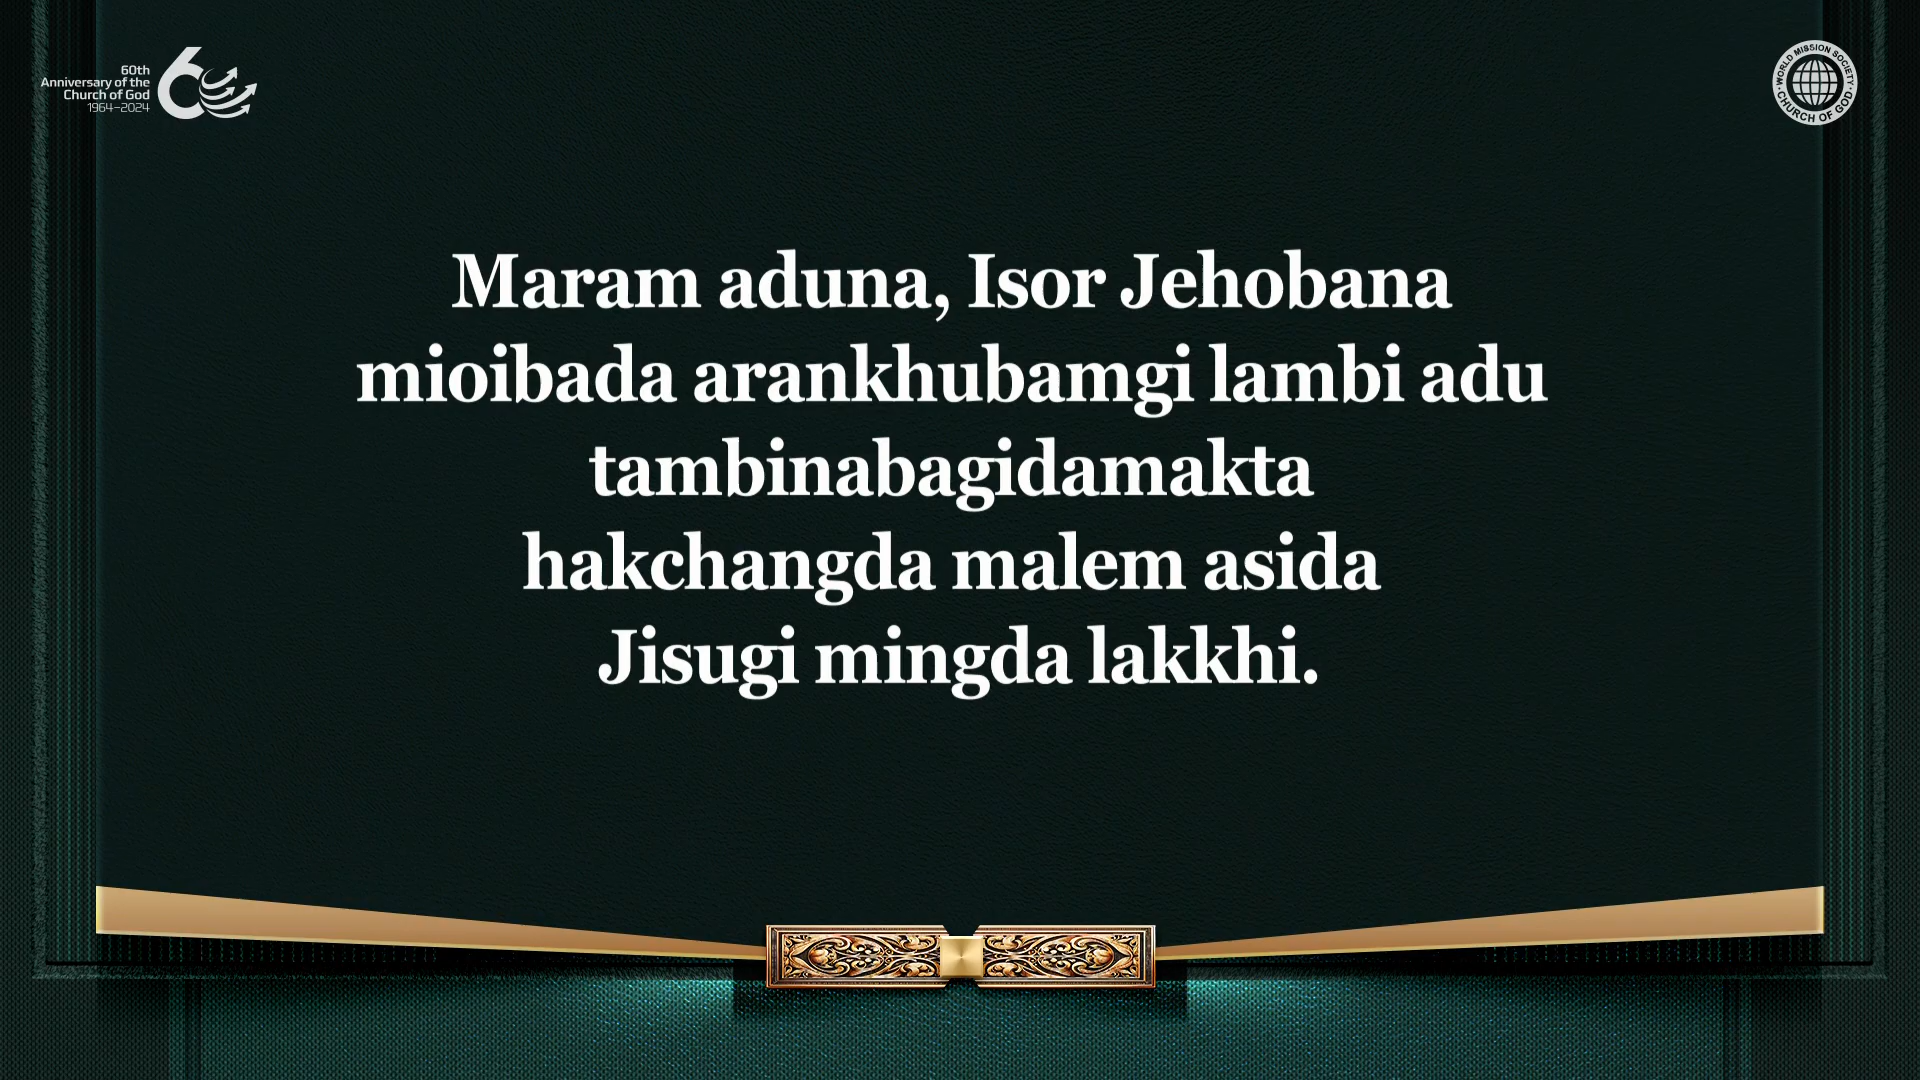 60th
Anniversary of the
Church of God
1964–2024
WORLD MISSION SOCIETY
CHURCH OF GOD
Maram aduna, Isor Jehobana
mioibada arankhubamgi lambi adu
tambinabagidamakta
hakchangda malem asida
Jisugi mingda lakkhi.